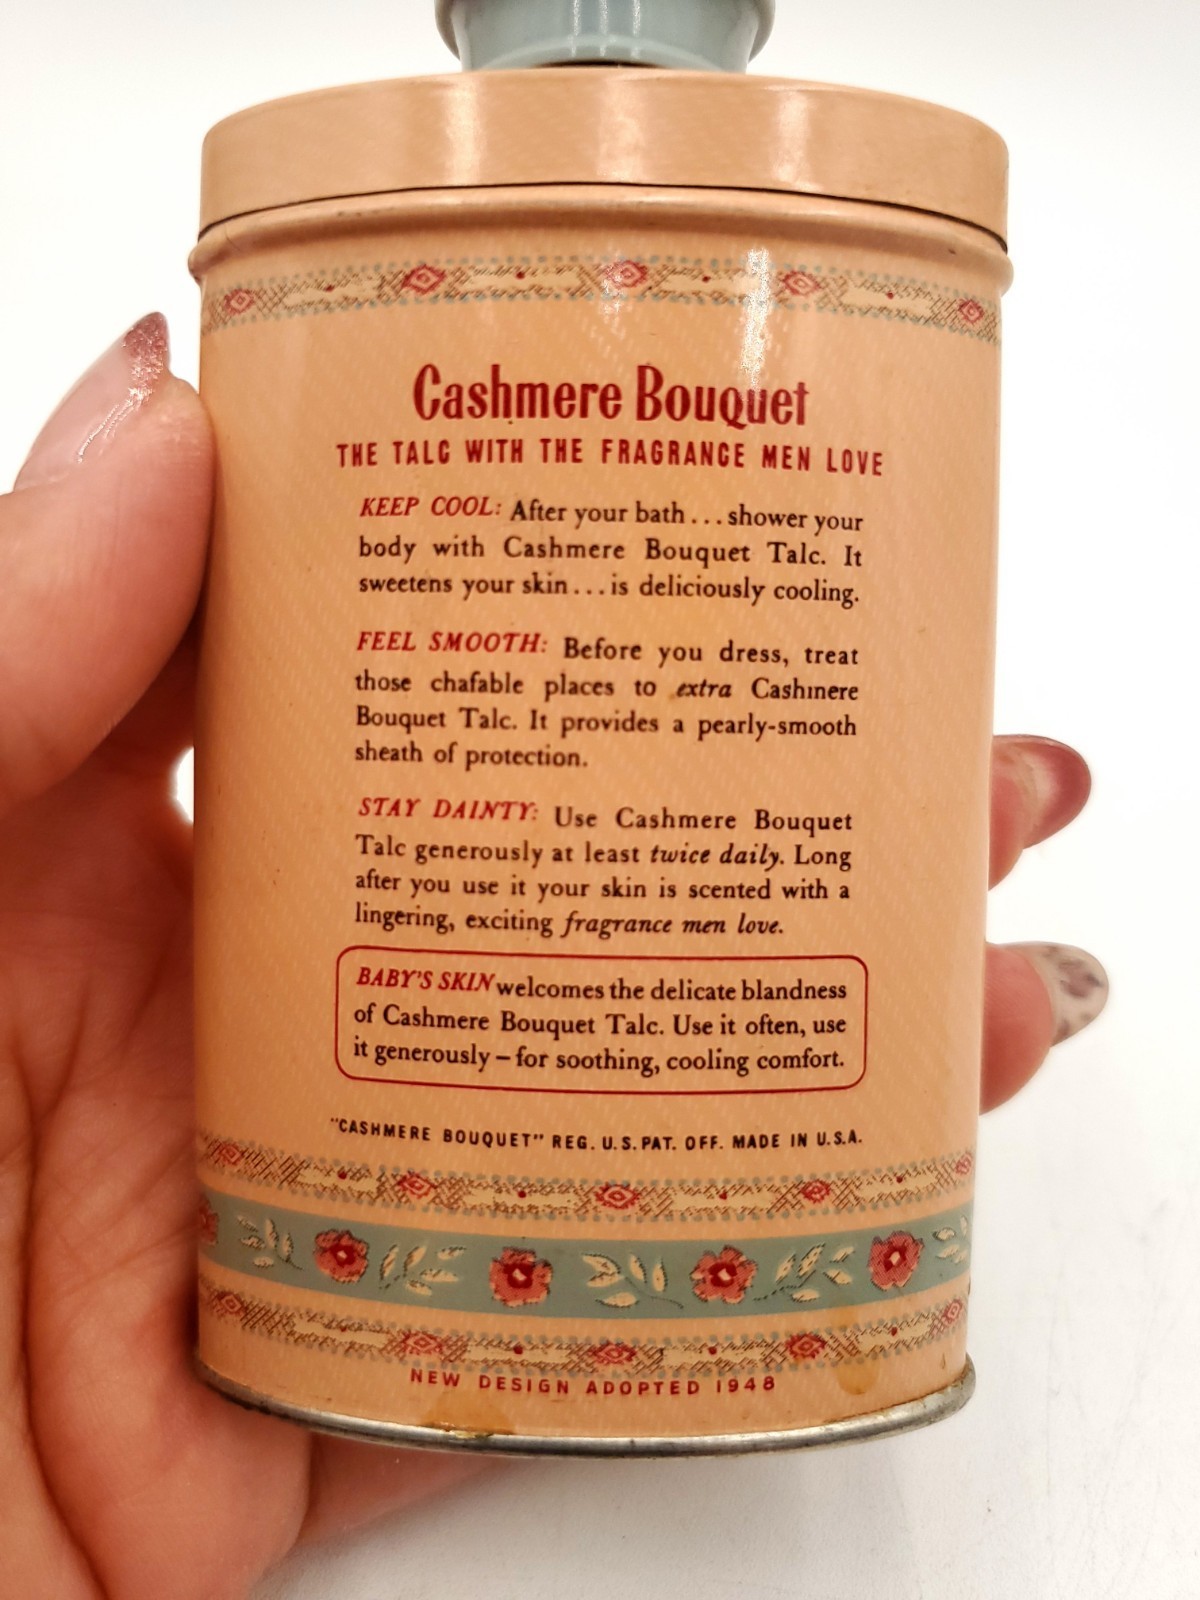 Cashmere Bouquet
THE TALC WITH THE FRAGRANCE MEN LOVE
KEEP COOL: After your bath...shower your
body with Cashmere Bouquet Talc. It
sweetens your skin...is deliciously cooling.
FEEL SMOOTH: Before you dress, treat
those chafable places to extra Cashmere
Bouquet Talc. It provides a pearly-smooth
sheath of protection.
STAY DAINTY: Use Cashmere Bouquet
Talc generously at least twice daily. Long
after you use it your skin is scented with a
lingering, exciting fragrance men love.
BABY'S SKIN welcomes the delicate blandness
of Cashmere Bouquet Talc. Use it often, use
it generously – for soothing, cooling comfort.
"CASHMERE BOUQUET" REG. U.S. PAT. OFF. MADE IN U.S.A.
NEW DESIGN ADOPTED 1948